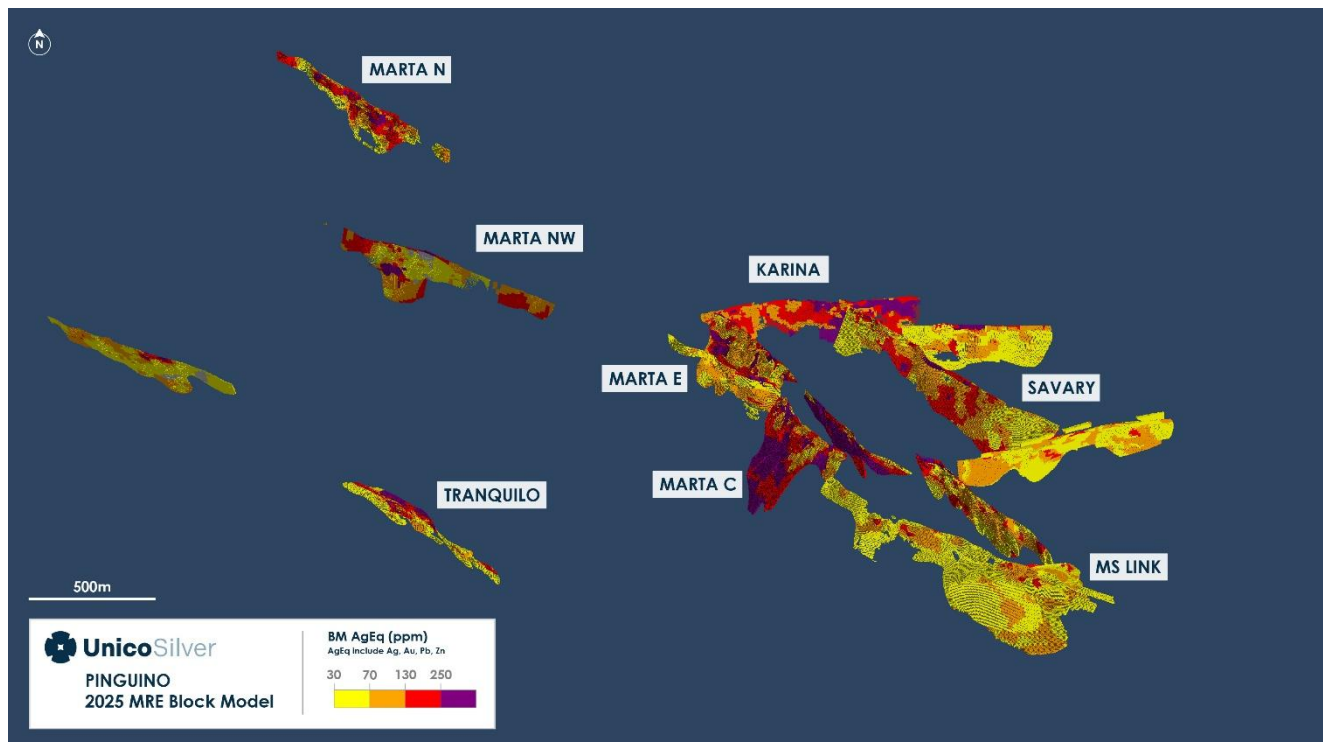 N
MARTA N
MARTA NW
KARINA
MARTA E
SAVARY
MARTA C
TRANQUILO
MS LINK
500m
UnicoSilver
PINGUINO
2025 MRE Block Model
BM AgEq (ppm)
AgEq include Ag, Au, Pb, Zn
30 70 130 250